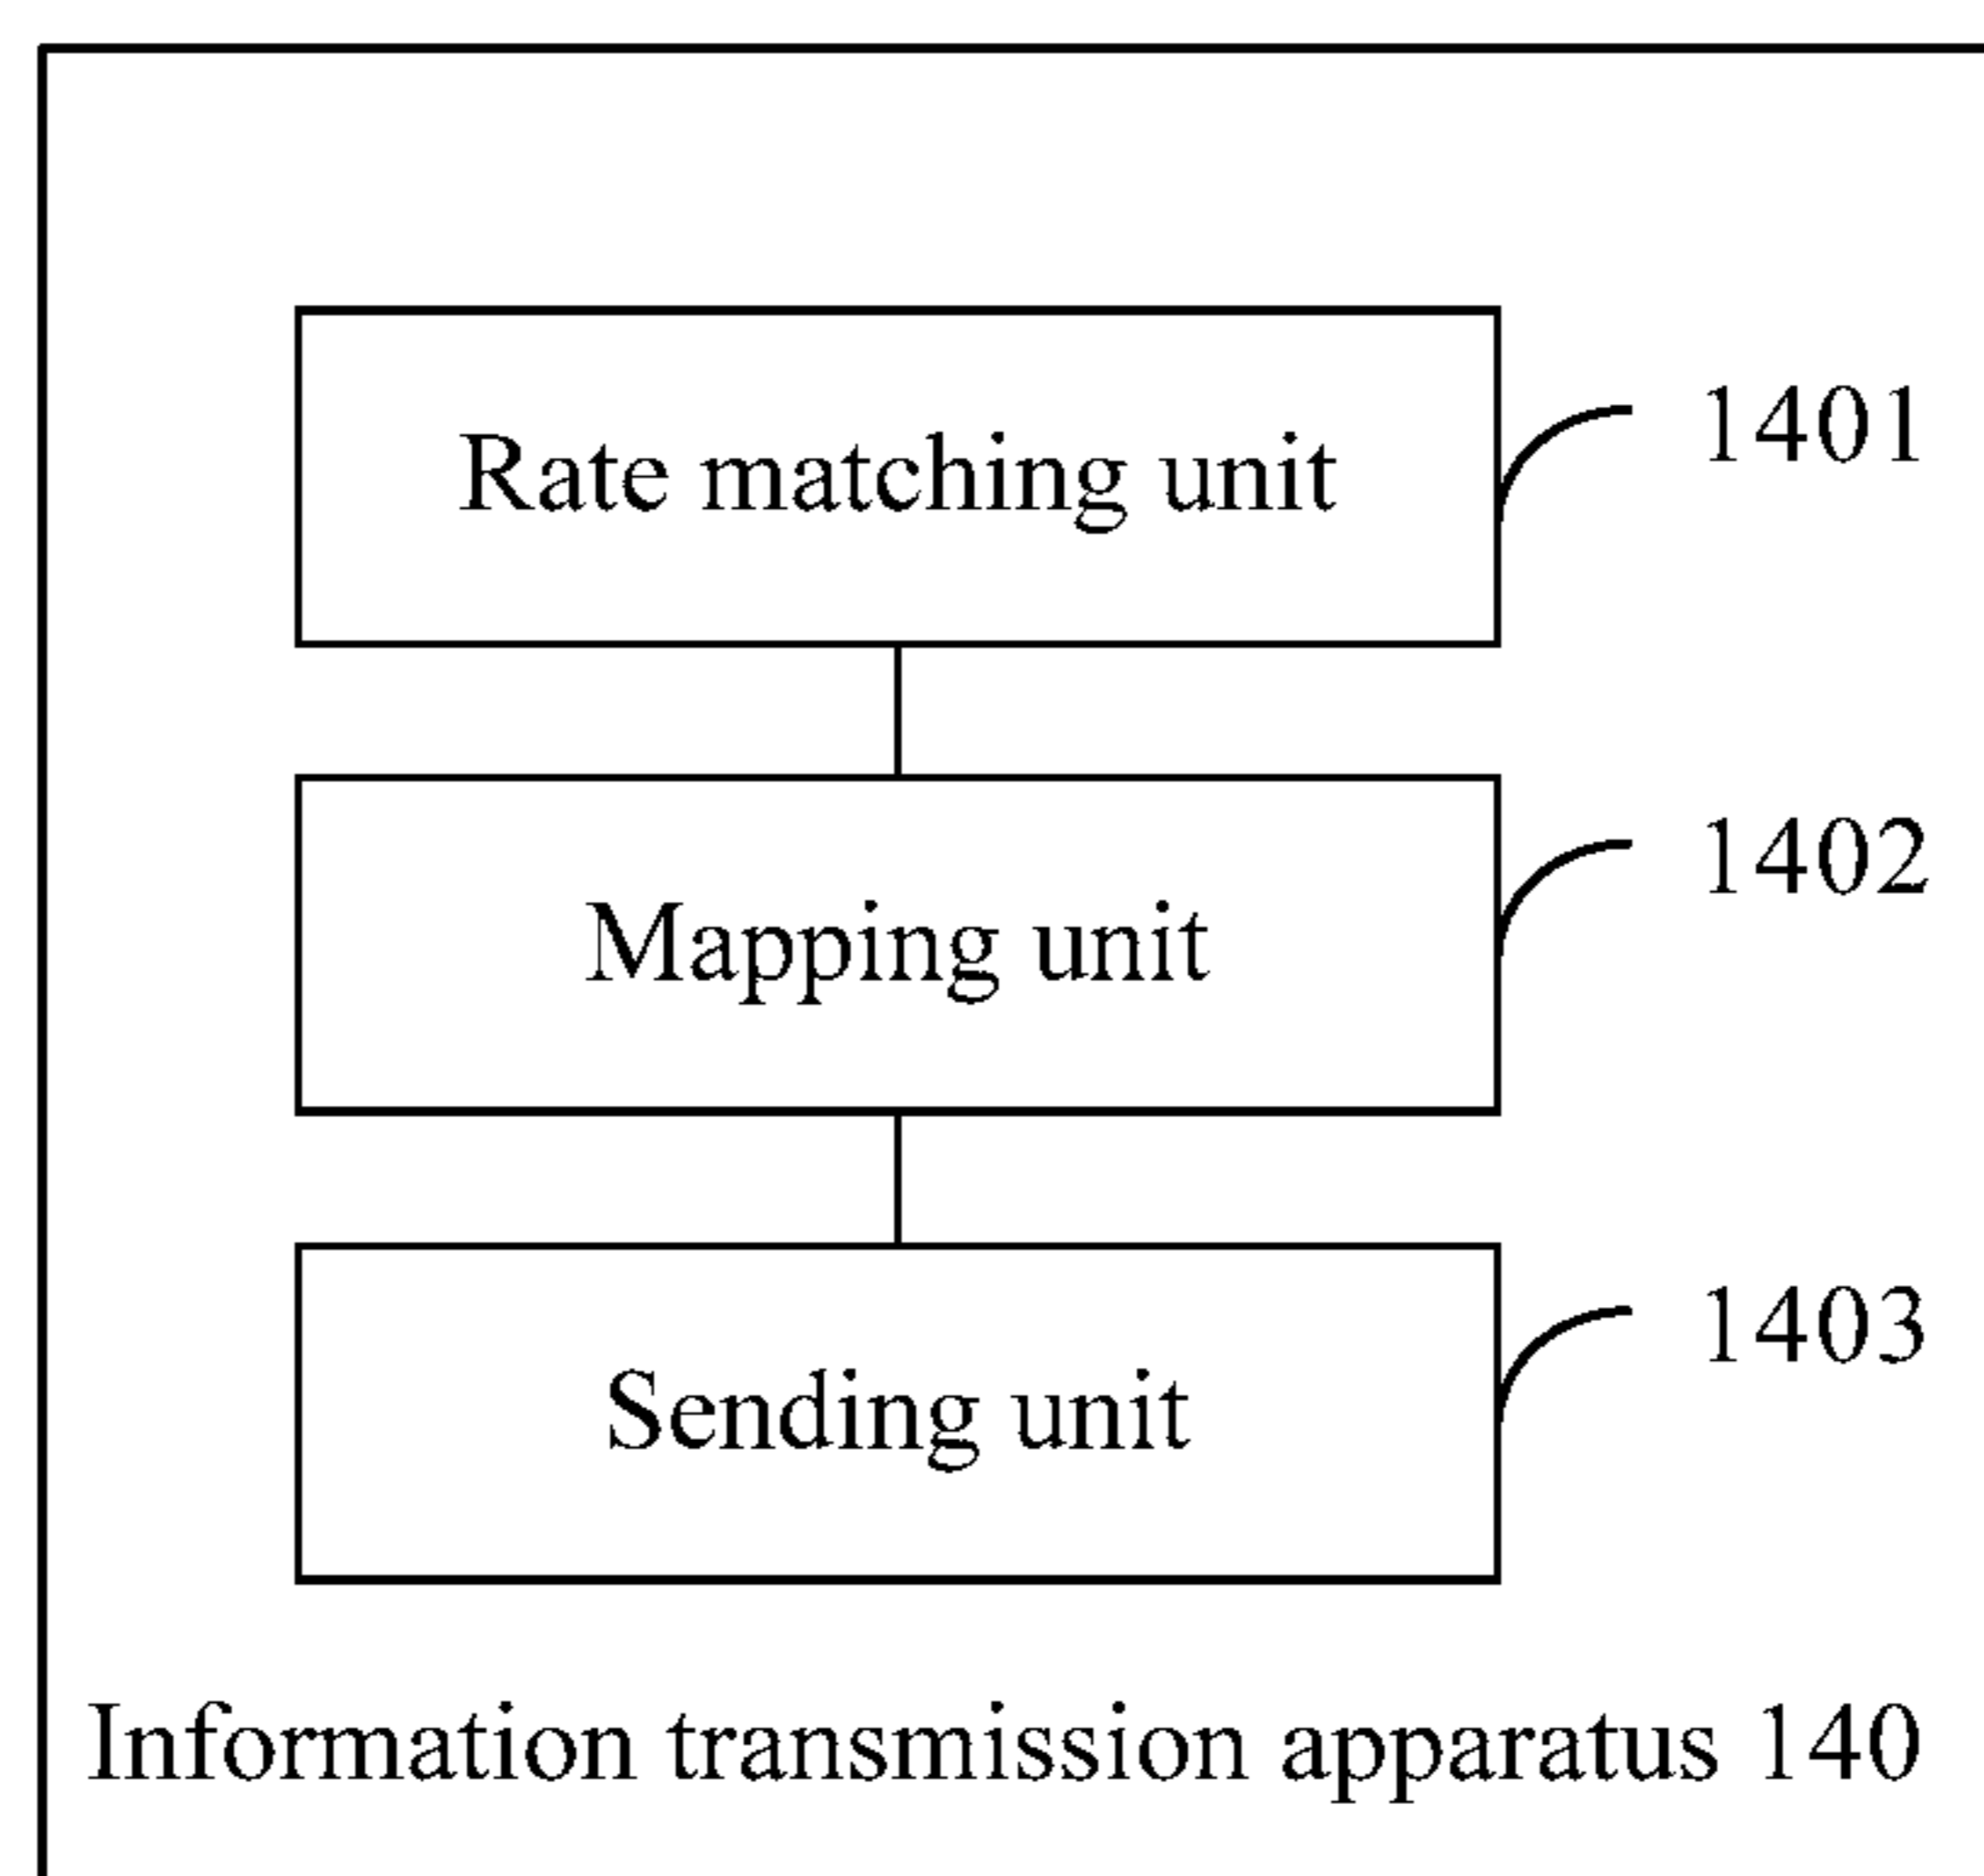 Rate matching unit
1401
Mapping unit
1402
Sending unit
1403
Information transmission apparatus 140